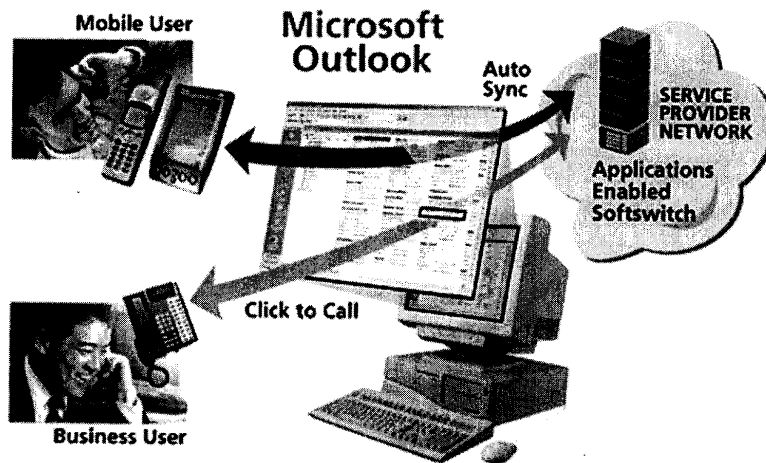 Mobile User
Microsoft
Outlook
Auto
Sync
SERVICE
PROVIDER
NETWORK
Applications
Enabled
Softswitch
Click to Call
Business User